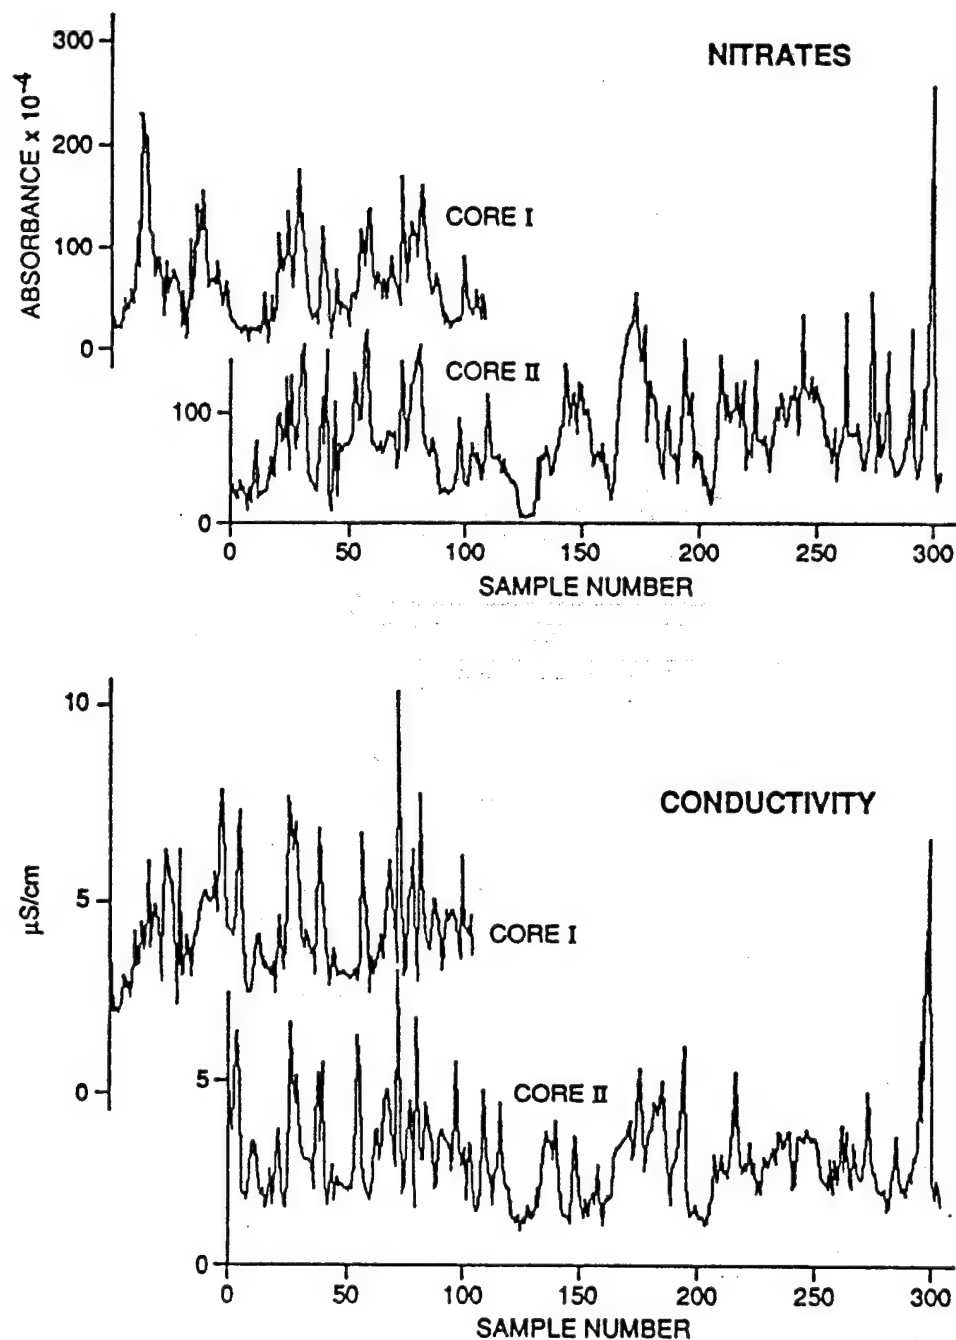 NITRATES
300
200
100
0
ABSORBANCE x 10⁻⁴
CORE I
CORE II
100
0
0 50 100 150 200 250 300
SAMPLE NUMBER
10
5
0
µS/cm
CONDUCTIVITY
CORE I
CORE II
5
0
0 50 100 150 200 250 300
SAMPLE NUMBER